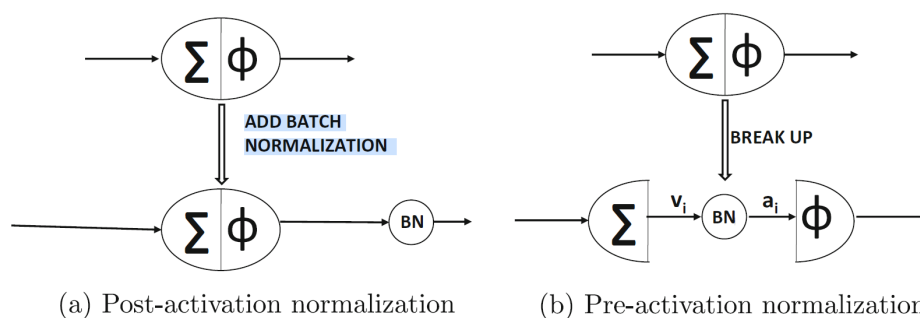 Σ ϕ
ADD BATCH
NORMALIZATION
Σ ϕ BN
(a) Post-activation normalization
Σ ϕ
BREAK UP
Σ vi BN ai ϕ
(b) Pre-activation normalization